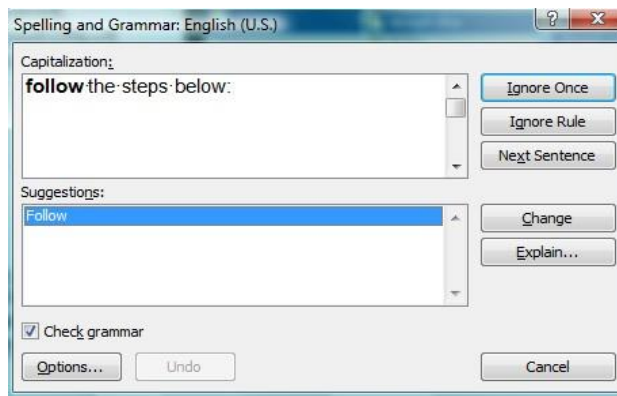 Spelling and Grammar: English (U.S.)
Capitalization:
follow·the·steps·below:
Ignore Once
Ignore Rule
Next Sentence
Suggestions:
Follow
Change
Explain...
Check grammar
Options...
Undo
Cancel